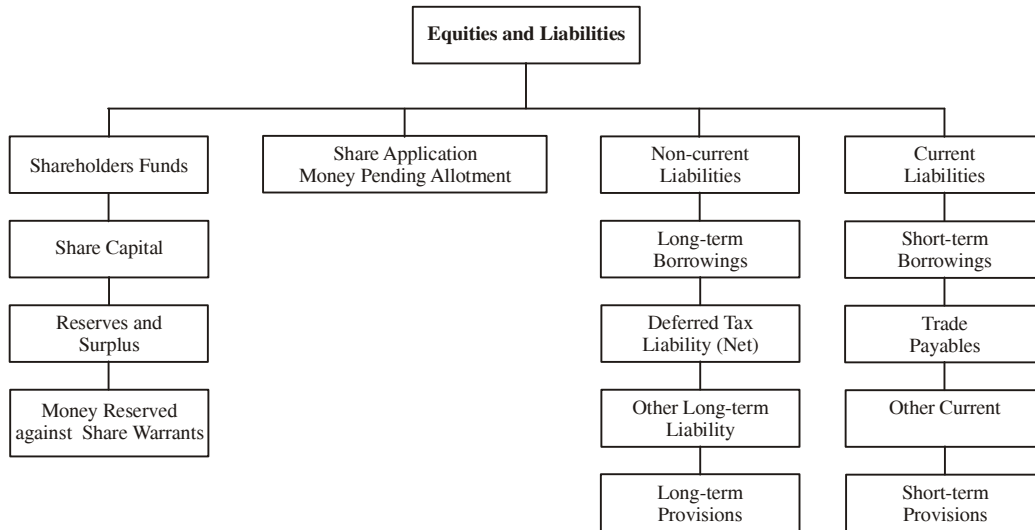 Equities and Liabilities
Shareholders Funds
Share Application
Money Pending Allotment
Non-current
Liabilities
Current
Liabilities
Share Capital
Long-term
Borrowings
Short-term
Borrowings
Reserves and
Surplus
Deferred Tax
Liability (Net)
Trade
Payables
Money Reserved
against Share Warrants
Other Long-term
Liability
Other Current
Long-term
Provisions
Short-term
Provisions